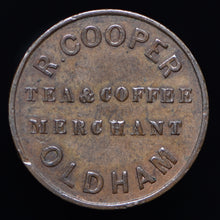 R. COOPER
TEA & COFFEE
MERCHANT
OLDHAM